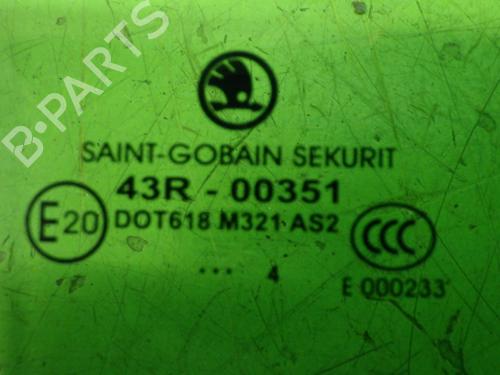 B-PARTS
SAINT-GOBAIN SEKURIT
43R - 00351
E20
DOT618 M321 AS2
CCC
... 4
E 000233